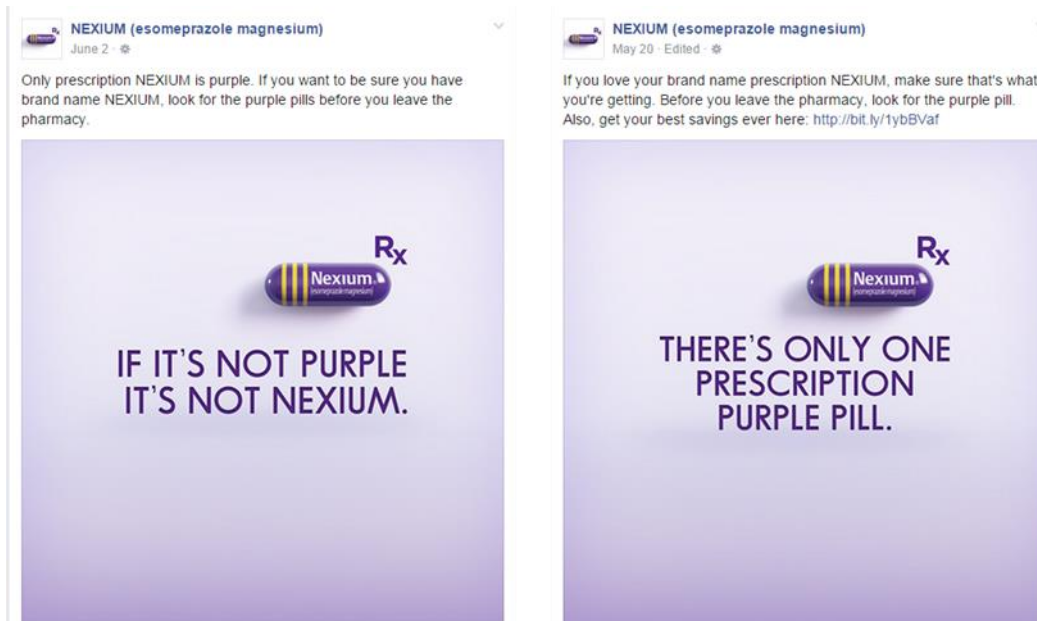 NEXIUM (esomeprazole magnesium)
June 2 ·
Only prescription NEXIUM is purple. If you want to be sure you have
brand name NEXIUM, look for the purple pills before you leave the
pharmacy.
Rx
Nexium
(esomeprazole magnesium)
IF IT'S NOT PURPLE
IT'S NOT NEXIUM.
NEXIUM (esomeprazole magnesium)
May 20 · Edited ·
If you love your brand name prescription NEXIUM, make sure that's what
you're getting. Before you leave the pharmacy, look for the purple pill.
Also, get your best savings ever here: http://bit.ly/1ybBVaf
Rx
Nexium
(esomeprazole magnesium)
THERE'S ONLY ONE
PRESCRIPTION
PURPLE PILL.